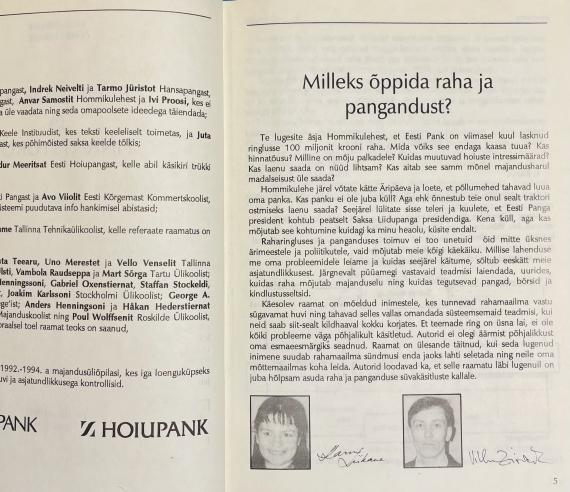 pangast, Indrek Neivelti ja Tarmo Jüristot Hansapangast,
gast, Anvar Samostit Hommikulehest ja Ivi Proosi, kes ei
a üle vaadata ning seda omapoolsete ideedega täiendada;
Keele Instituudist, kes teksti keeleliselt toimetas, ja Juta
ast, kes põhimõisted saksa keelde tõlkis;
dur Meeritsat Eesti Hoiupangast, kelle abil käsikiri trükki
i Pangast ja Avo Viiolit Eesti Kõrgemast Kommertskoolist,
isteemi puudutava info hankimisel abistasid;
me Tallinna Tehnikaülikoolist, kelle referaate raamatus on
ta Teearu, Uno Merestet ja Vello Venselit Tallinna
lsti, Vambola Raudseppa ja Mart Sõrga Tartu Ülikoolist;
Henningssoni, Gabriel Oxenstiernat, Staffan Stockeldi,
t, Joakim Karlssoni Stockholmi Ülikoolist; George A.
ge'ist; Anders Henningsoni ja Håkan Hederstiernat
Majanduskoolist ning Poul Wolffsenit Roskilde Ülikoolist,
oraalsel toel raamat teoks on saanud,
1992.-1994. a majandusüliõpilasi, kes iga loenguküpseks
uvi ja asjatundlikkusega kontrollisid.
PANK
HOIUPANK
Milleks õppida raha ja
pangandust?
Te lugesite äsja Hommikulehest, et Eesti Pank on viimasel kuul lasknud
ringlusse 100 miljonit krooni raha. Mida võiks see endaga kaasa tuua? Kas
hinnatõusu? Milline on mõju palkadele? Kuidas muutuvad hoiuste intressimäärad?
Kas laenu saada on nüüd lihtsam? Kas aitab see samm mõnel majandusharul
madalseisust üle saada?
Hommikulehe järel võtate kätte Äripäeva ja loete, et põllumehed tahavad luua
oma panka. Kas panku ei ole juba küll? Aga ehk õnnestub teie onul sealt traktori
ostmiseks laenu saada? Seejärel lülitate sisse teleri ja kuulete, et Eesti Panga
president kohtub peatselt Saksa Liidupanga presidendiga. Kena küll, aga kas
mõjutab see kohtumine kuidagi ka minu heaolu, küsite endalt.
Raharingluses ja panganduses toimuv ei too unetuid öid mitte üksnes
ärimeestele ja poliitikutele, vaid mõjutab meie kõigi käekäiku. Millise lahenduse
me oma probleemidele leiame ja kuidas seejärel käitume, sõltub eeskätt meie
asjatundlikkusest. Järgnevalt püüamegi vastavaid teadmisi laiendada, uurides,
kuidas raha mõjutab majanduselu ning kuidas tegutsevad pangad, börsid ja
kindlustusseltsid.
Käesolev raamat on mõeldud inimestele, kes tunnevad rahamaailma vastu
sügavamat huvi ning tahavad selles vallas omandada süsteemsemaid teadmisi, kui
neid saab siit-sealt kildhaaval kokku korjates. Et teemade ring on üsna lai, ei ole
kõiki probleeme väga põhjalikult käsitletud. Autorid ei olegi äärmist põhjalikkust
oma esmaeesmärgiks seadnud. Raamat on ülesande täitnud, kui seda lugenud
inimene suudab rahamaailma sündmusi enda jaoks lahti seletada ning neile oma
mõttemaailmas koha leida. Autorid loodavad ka, et selle raamatu läbi lugenuil on
juba hõlpsam asuda raha ja panganduse süvakäsitluste kallale.
5